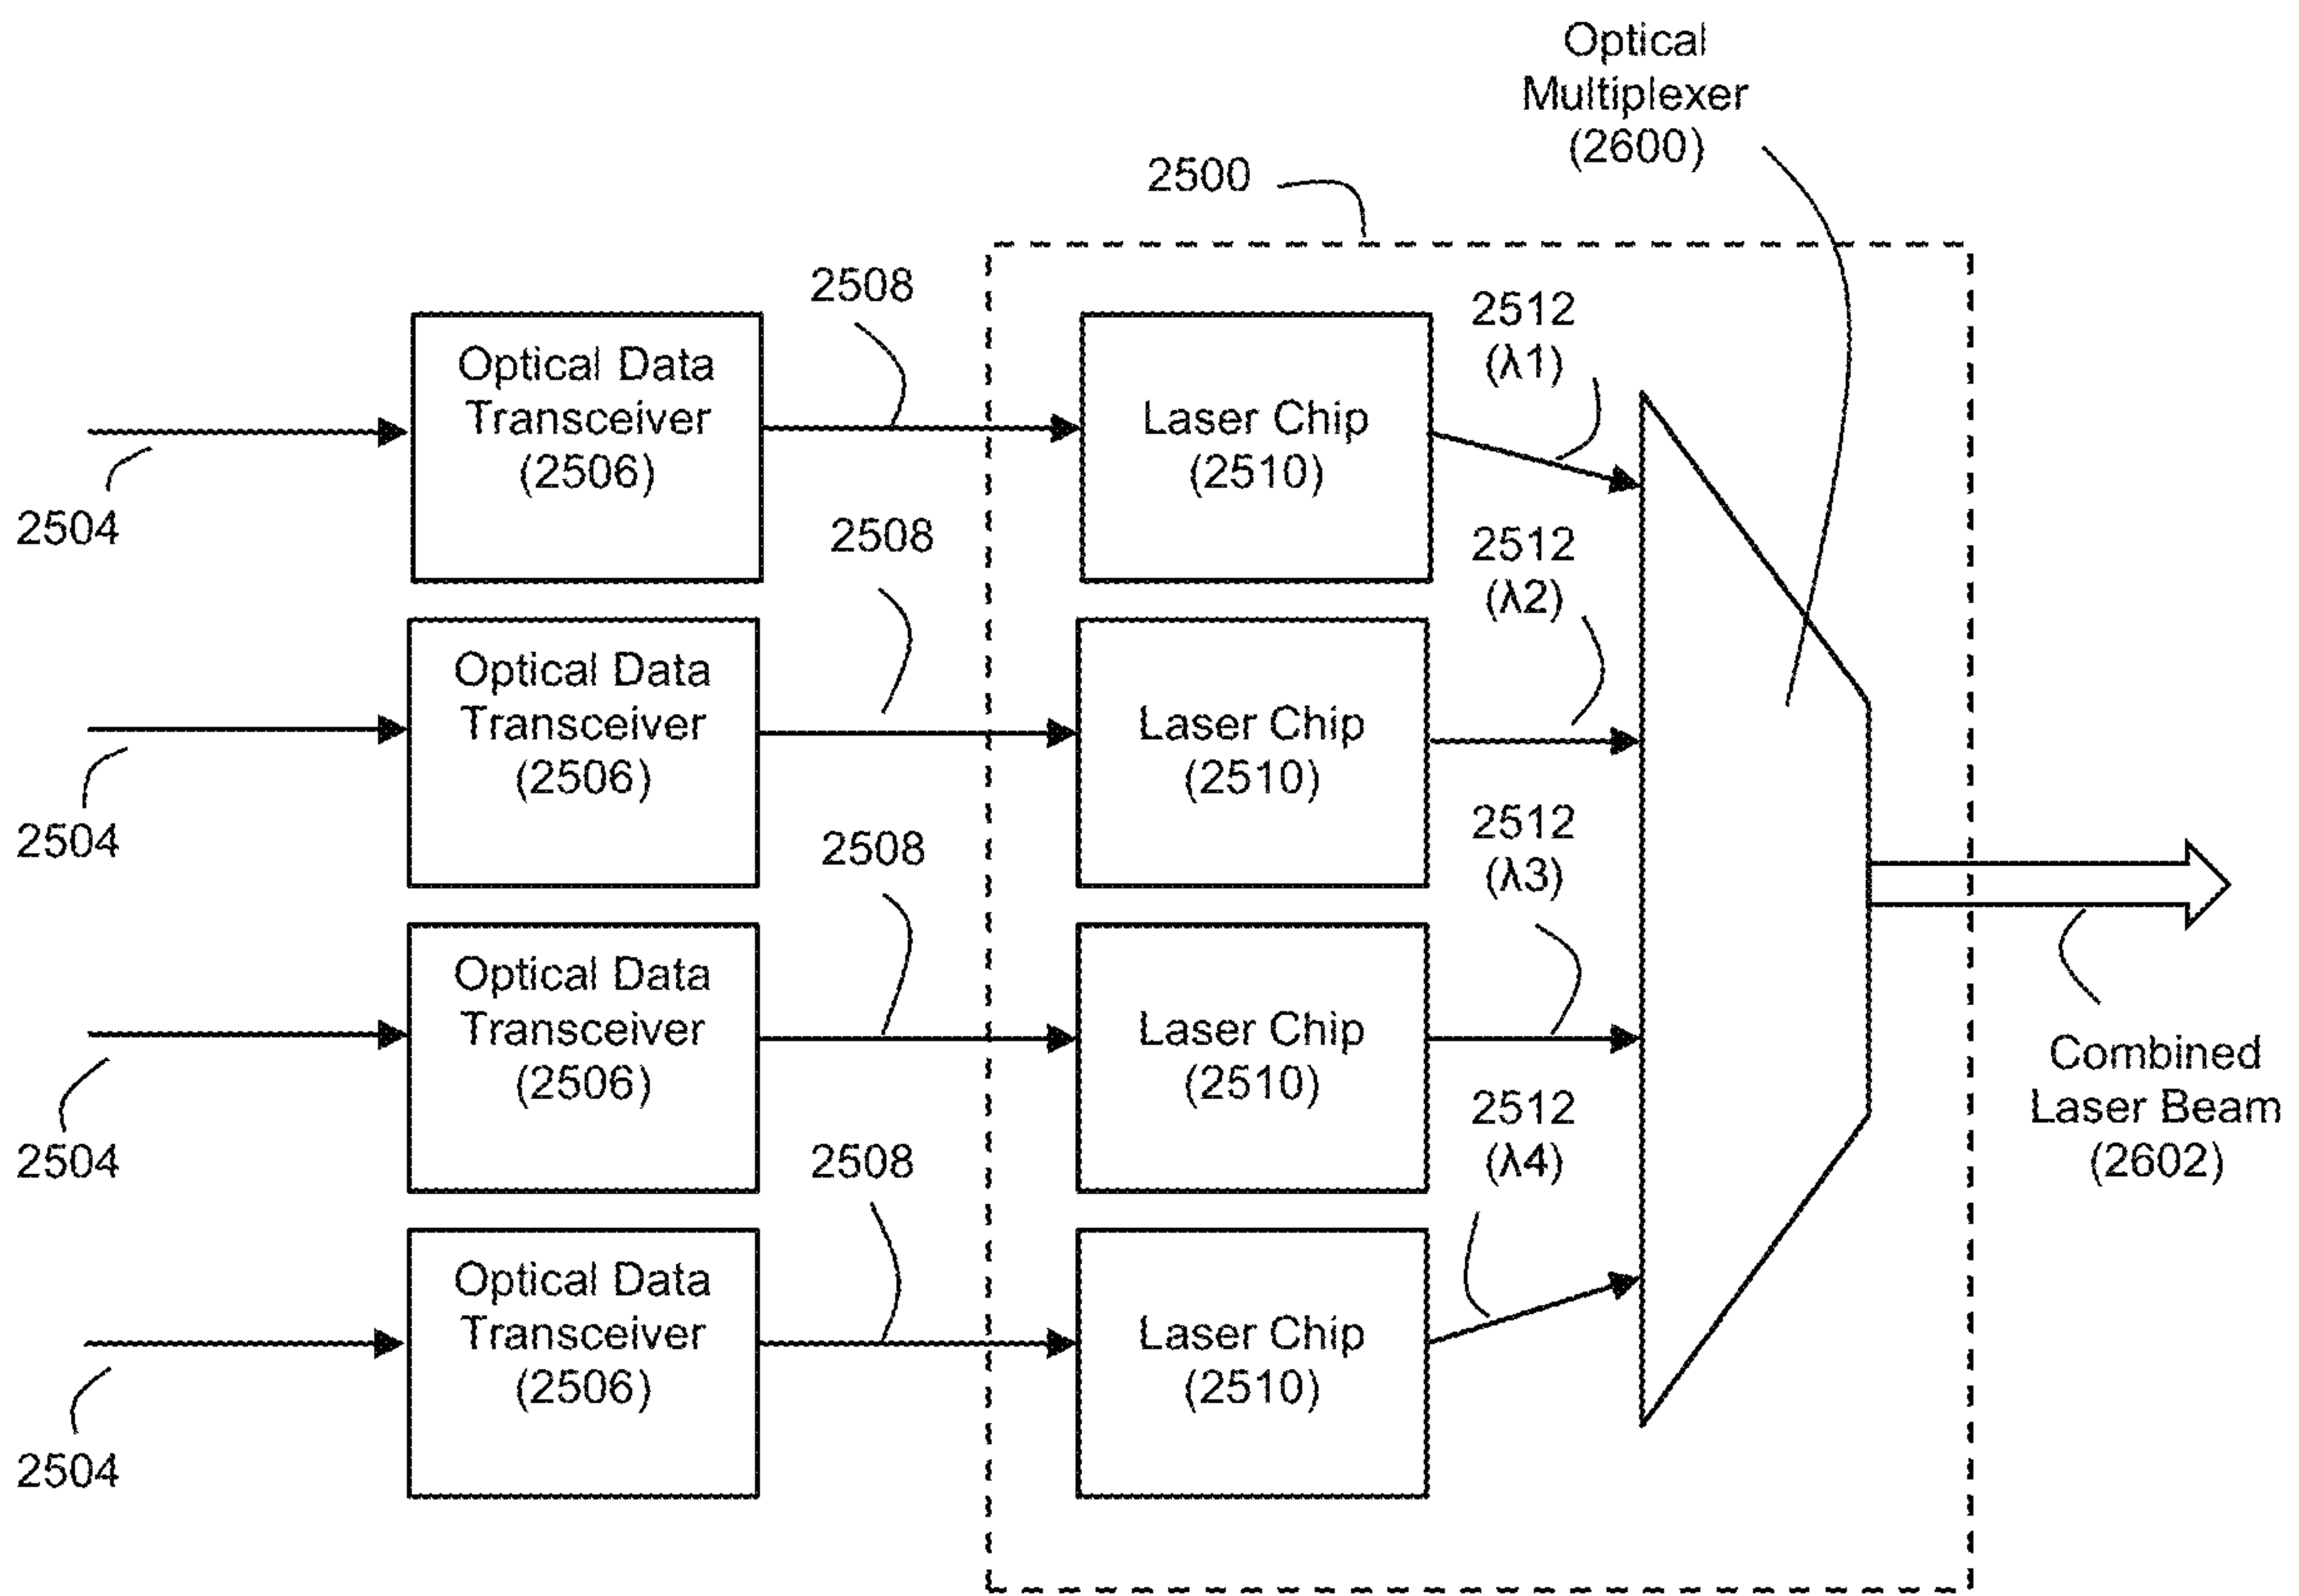 Optical
Multiplexer
(2600)
2500
2508
2512
(λ1)
Optical Data
Transceiver
(2506)
Laser Chip
(2510)
2504
2508
2512
(λ2)
Optical Data
Transceiver
(2506)
Laser Chip
(2510)
2504
2508
2512
(λ3)
Optical Data
Transceiver
(2506)
Laser Chip
(2510)
2504
2508
2512
(λ4)
Combined
Laser Beam
(2602)
Optical Data
Transceiver
(2506)
Laser Chip
(2510)
2504